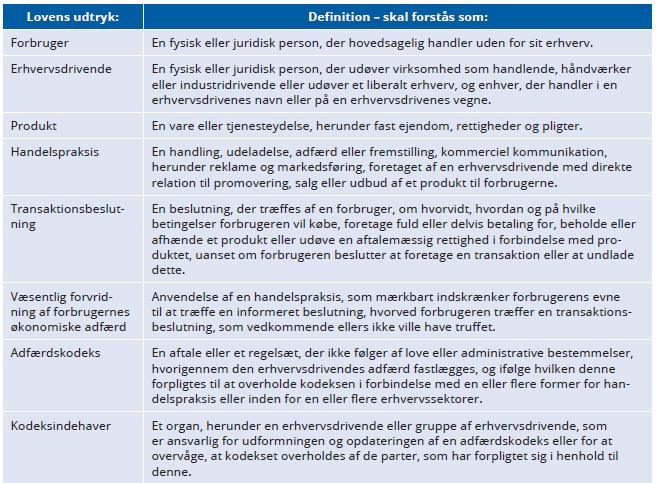 Lovens udtryk:
Definition – skal forstås som:
Forbruger
En fysisk eller juridisk person, der hovedsagelig handler uden for sit erhverv.
Erhvervsdrivende
En fysisk eller juridisk person, der udøver virksomhed som handlende, håndværker
eller industridrivende eller udøver et liberalt erhverv, og enhver, der handler i en
erhvervsdrivenes navn eller på en erhvervsdrivenes vegne.
Produkt
En vare eller tjenesteydelse, herunder fast ejendom, rettigheder og pligter.
Handelspraksis
En handling, udeladelse, adfærd eller fremstilling, kommerciel kommunikation,
herunder reklame og markedsføring, foretaget af en erhvervsdrivende med direkte
relation til promovering, salg eller udbud af et produkt til forbrugerne.
Transaktionsbeslut-
ning
En beslutning, der træffes af en forbruger, om hvorvidt, hvordan og på hvilke
betingelser forbrugeren vil købe, foretage fuld eller delvis betaling for, beholde eller
afhænde et produkt eller udøve en aftalemæssig rettighed i forbindelse med pro-
duktet, uanset om forbrugeren beslutter at foretage en transaktion eller at undlade
dette.
Væsentlig forvrid-
ning af forbrugernes
økonomiske adfærd
Anvendelse af en handelspraksis, som mærkbart indskrænker forbrugerens evne
til at træffe en informeret beslutning, hvorved forbrugeren træffer en transaktions-
beslutning, som vedkommende ellers ikke ville have truffet.
Adfærdskodeks
En aftale eller et regelsæt, der ikke følger af love eller administrative bestemmelser,
hvorigennem den erhvervsdrivendes adfærd fastlægges, og ifølge hvilken denne
forpligtes til at overholde kodeksen i forbindelse med en eller flere former for han-
delspraksis eller inden for en eller flere erhvervssektorer.
Kodeksindehaver
Et organ, herunder en erhvervsdrivende eller gruppe af erhvervsdrivende, som
er ansvarlig for udformningen og opdateringen af en adfærdskodeks eller for at
overvåge, at kodekset overholdes af de parter, som har forpligtet sig i henhold til
denne.